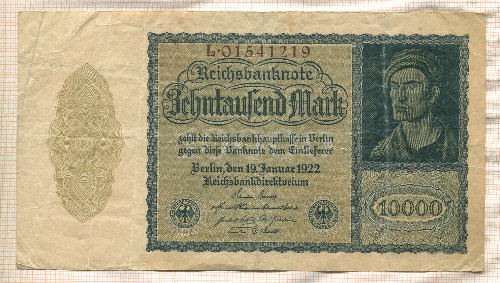 L·01541219
Reichsbanknote
Zehntausend Mark
zahlt die Reichsbankhauptkasse in Berlin
gegen diese Banknote dem Einlieferer
Berlin, den 19. Januar 1922
Reichsbankdirektorium
10000